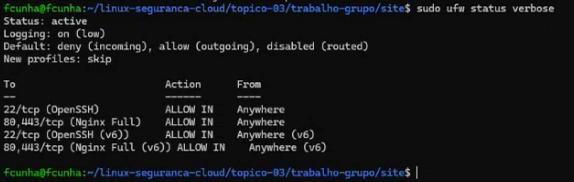 fcunha@fcunha:~/linux-seguranca-cloud/topico-03/trabalho-grupo/site$ sudo ufw status verbose
Status: active
Logging: on (low)
Default: deny (incoming), allow (outgoing), disabled (routed)
New profiles: skip
To Action From
-- ------ ----
22/tcp (OpenSSH) ALLOW IN Anywhere
80,443/tcp (Nginx Full) ALLOW IN Anywhere
22/tcp (OpenSSH (v6)) ALLOW IN Anywhere (v6)
80,443/tcp (Nginx Full (v6)) ALLOW IN Anywhere (v6)
fcunha@fcunha:~/linux-seguranca-cloud/topico-03/trabalho-grupo/site$